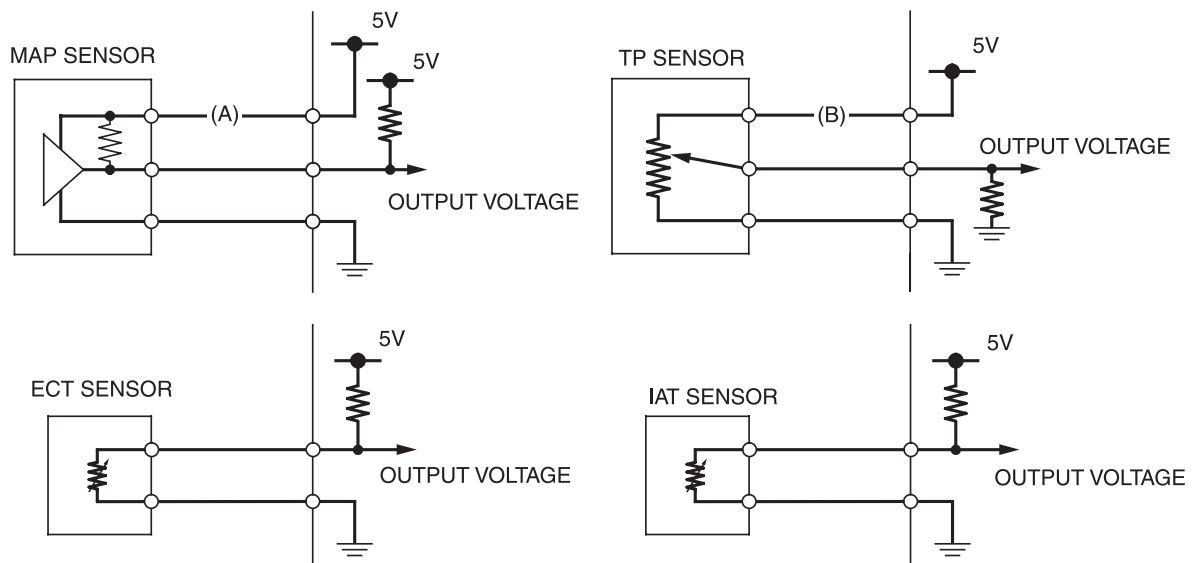 5V
MAP SENSOR
5V
(A)
OUTPUT VOLTAGE
5V
TP SENSOR
(B)
OUTPUT VOLTAGE
5V
ECT SENSOR
OUTPUT VOLTAGE
5V
IAT SENSOR
OUTPUT VOLTAGE